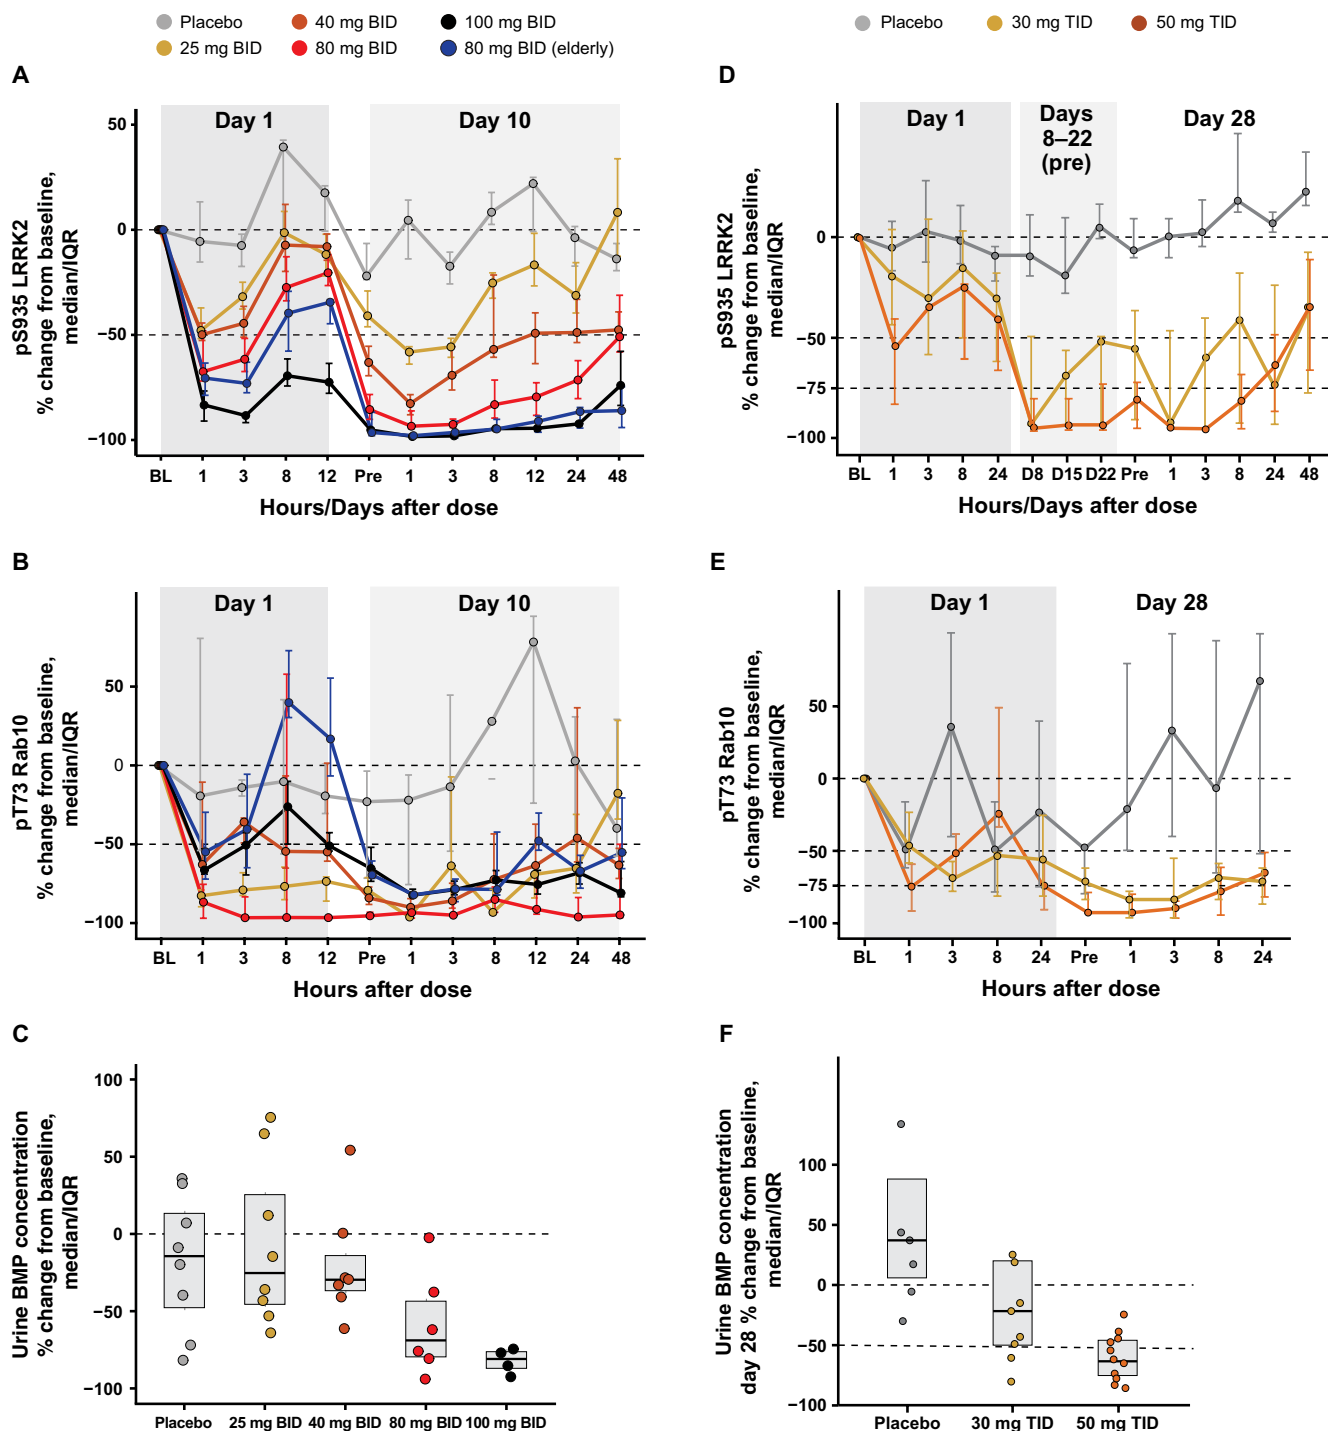 Placebo
40 mg BID
100 mg BID
25 mg BID
80 mg BID
80 mg BID (elderly)
Placebo
30 mg TID
50 mg TID
A
Day 1
Day 10
50
0
−50
−100
pS935 LRRK2
% change from baseline,
median/IQR
BL 1 3 8 12 Pre 1 3 8 12 24 48
Hours/Days after dose
D
Day 1
Days
8–22
(pre)
Day 28
50
0
−50
−75
−100
pS935 LRRK2
% change from baseline,
median/IQR
BL 1 3 8 24 D8 D15 D22 Pre 1 3 8 24 48
Hours/Days after dose
B
Day 1
Day 10
50
0
−50
−100
pT73 Rab10
% change from baseline,
median/IQR
BL 1 3 8 12 Pre 1 3 8 12 24 48
Hours after dose
E
Day 1
Day 28
50
0
−50
−75
−100
pT73 Rab10
% change from baseline,
median/IQR
BL 1 3 8 24 Pre 1 3 8 24
Hours after dose
C
100
50
0
−50
−100
Urine BMP concentration
% change from baseline,
median/IQR
Placebo 25 mg BID 40 mg BID 80 mg BID 100 mg BID
F
100
50
0
−50
−100
Urine BMP concentration
day 28 % change from baseline,
median/IQR
Placebo 30 mg TID 50 mg TID